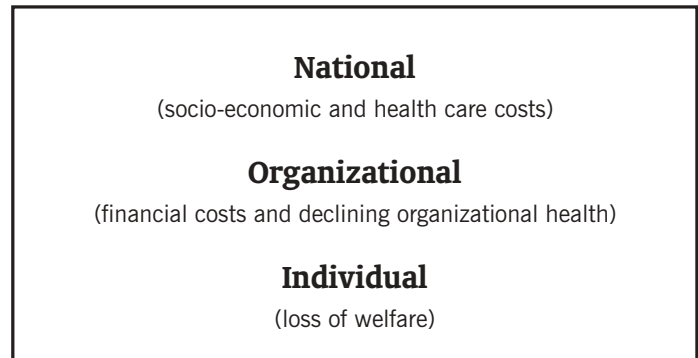 National
(socio-economic and health care costs)
Organizational
(financial costs and declining organizational health)
Individual
(loss of welfare)